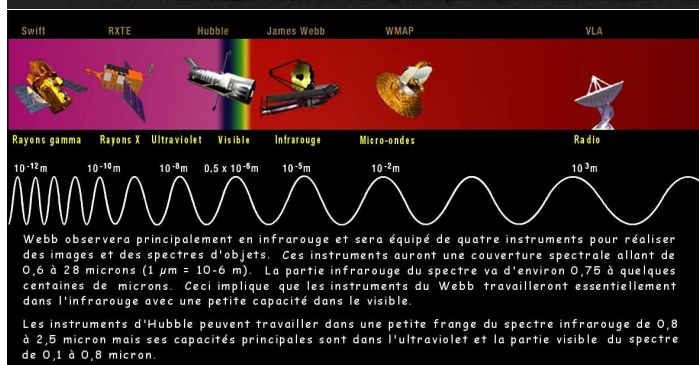 Swift RXTE Hubble James Webb WMAP VLA
Rayons gamma Rayons X Ultraviolet Visible Infrarouge Micro-ondes Radio
10⁻¹²m 10⁻¹⁰m 10⁻⁸m 0,5 x 10⁻⁶m 10⁻⁵m 10⁻²m 10³m
Webb observera principalement en infrarouge et sera équipé de quatre instruments pour réaliser
des images et des spectres d'objets. Ces instruments auront une couverture spectrale allant de
0,6 à 28 microns (1 µm = 10-6 m). La partie infrarouge du spectre va d'environ 0,75 à quelques
centaines de microns. Ceci implique que les instruments du Webb travailleront essentiellement
dans l'infrarouge avec une petite capacité dans le visible.
Les instruments d'Hubble peuvent travailler dans une petite frange du spectre infrarouge de 0,8
à 2,5 micron mais ses capacités principales sont dans l'ultraviolet et la partie visible du spectre
de 0,1 à 0,8 micron.